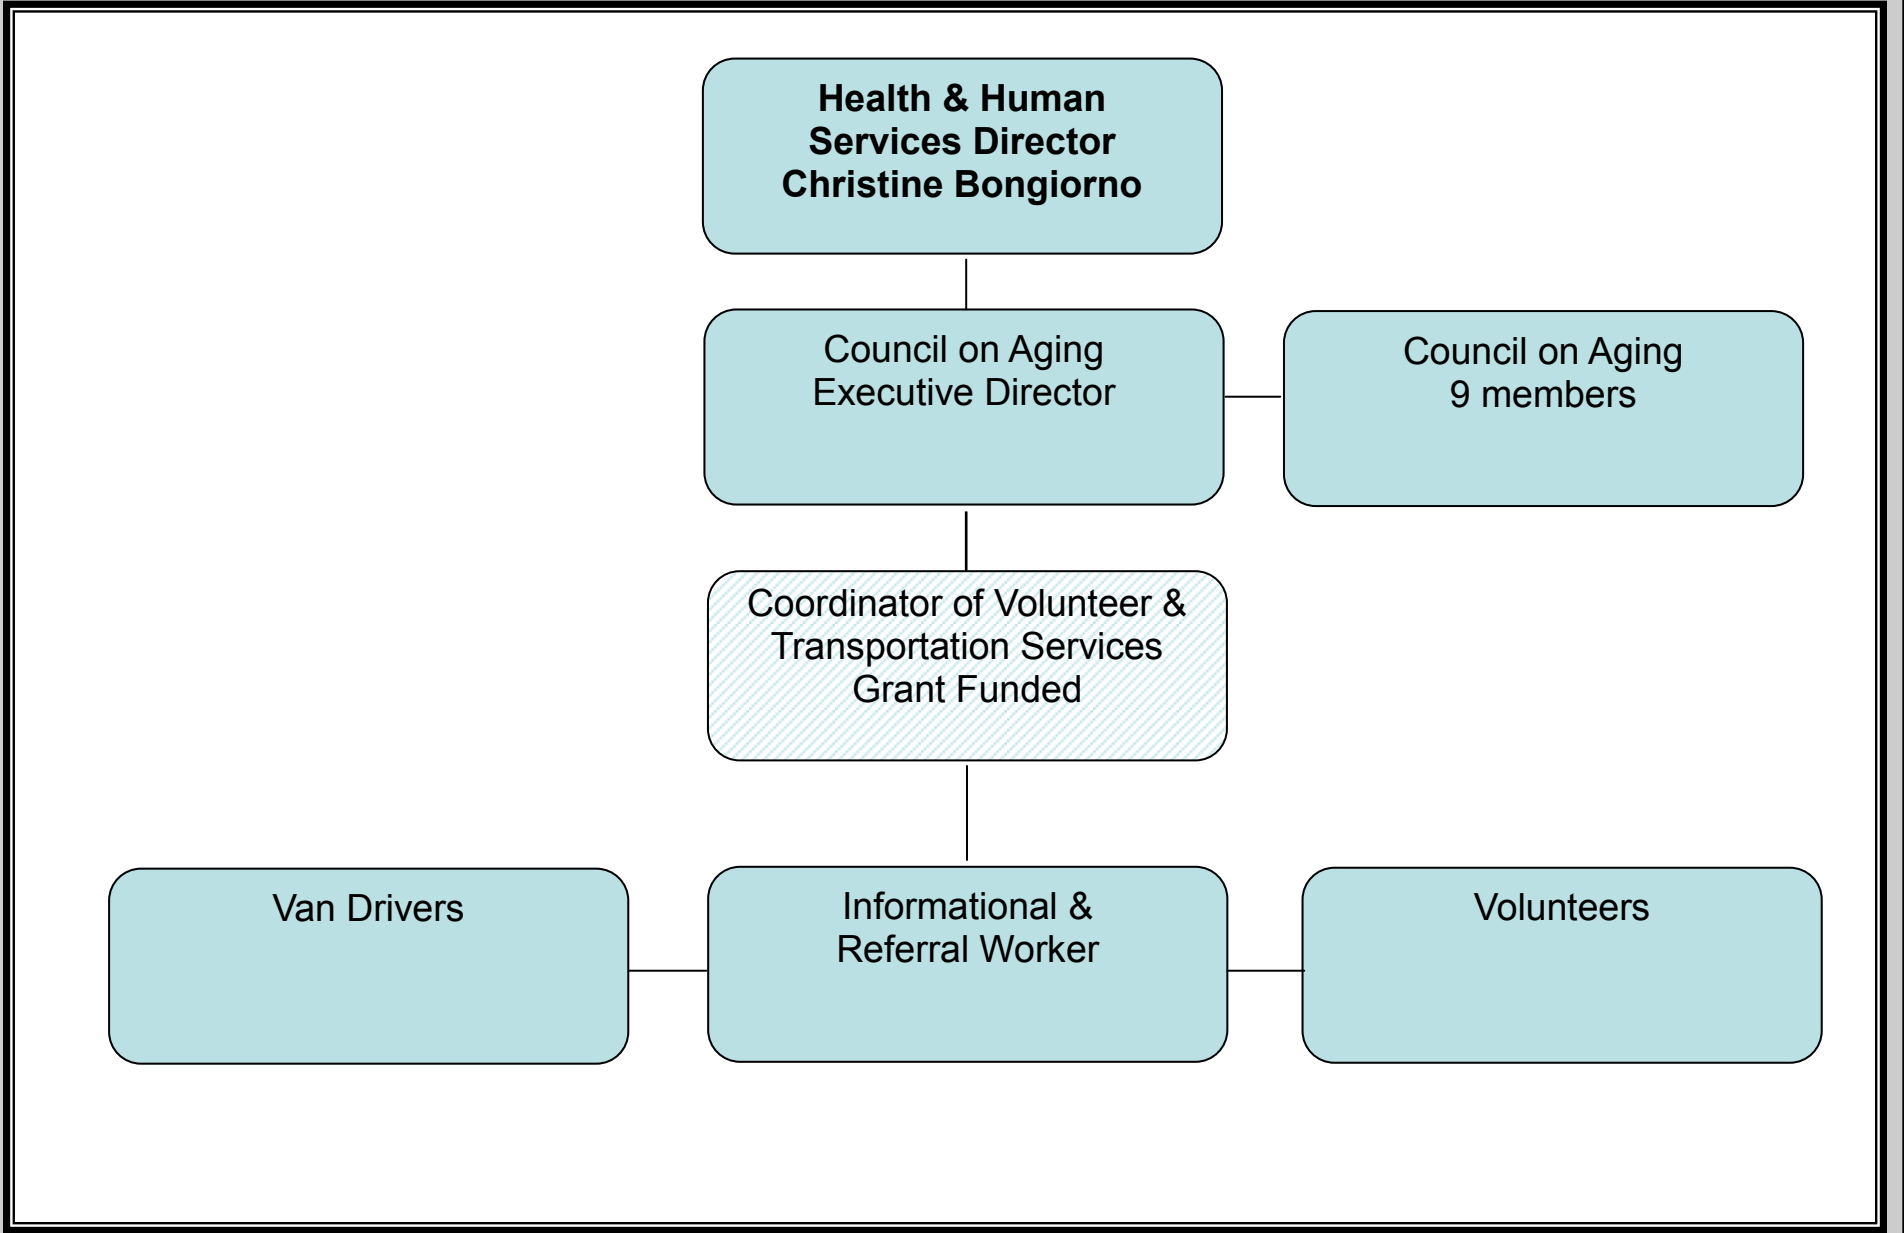 Health & Human
Services Director
Christine Bongiorno
Council on Aging
Executive Director
Council on Aging
9 members
Coordinator of Volunteer &
Transportation Services
Grant Funded
Van Drivers
Informational &
Referral Worker
Volunteers